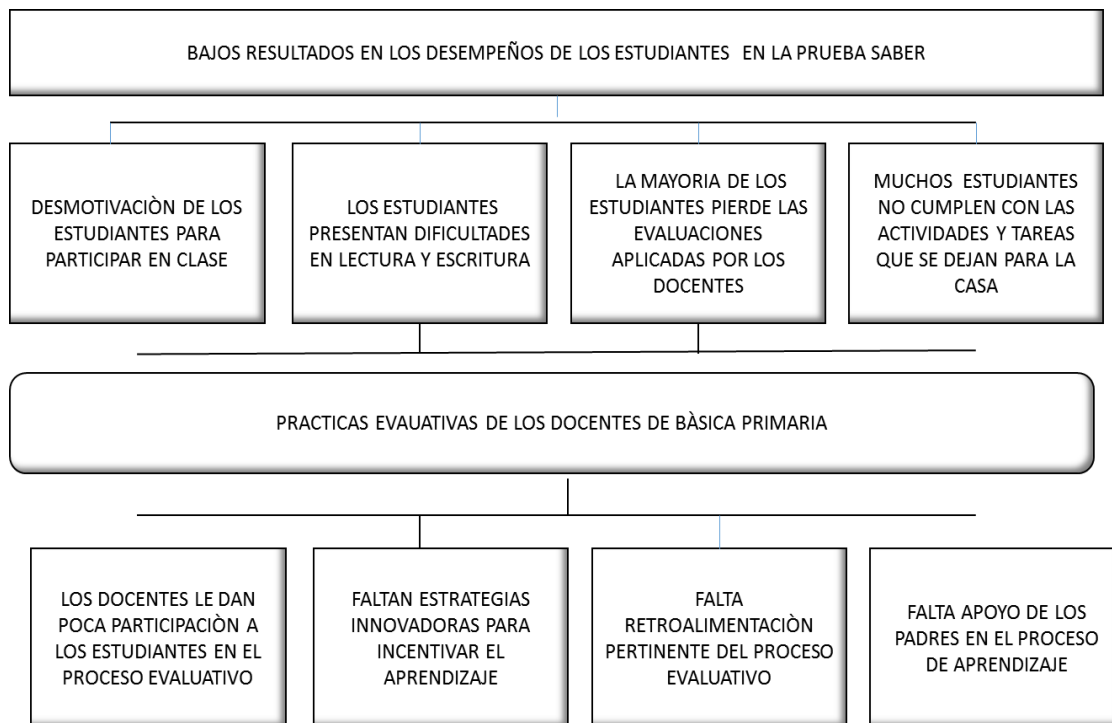 BAJOS RESULTADOS EN LOS DESEMPEÑOS DE LOS ESTUDIANTES EN LA PRUEBA SABER
DESMOTIVACIÒN DE LOS
ESTUDIANTES PARA
PARTICIPAR EN CLASE
LOS ESTUDIANTES
PRESENTAN DIFICULTADES
EN LECTURA Y ESCRITURA
LA MAYORIA DE LOS
ESTUDIANTES PIERDE LAS
EVALUACIONES
APLICADAS POR LOS
DOCENTES
MUCHOS ESTUDIANTES
NO CUMPLEN CON LAS
ACTIVIDADES Y TAREAS
QUE SE DEJAN PARA LA
CASA
PRACTICAS EVAUATIVAS DE LOS DOCENTES DE BÀSICA PRIMARIA
LOS DOCENTES LE DAN
POCA PARTICIPACIÒN A
LOS ESTUDIANTES EN EL
PROCESO EVALUATIVO
FALTAN ESTRATEGIAS
INNOVADORAS PARA
INCENTIVAR EL
APRENDIZAJE
FALTA
RETROALIMENTACIÒN
PERTINENTE DEL PROCESO
EVALUATIVO
FALTA APOYO DE LOS
PADRES EN EL PROCESO
DE APRENDIZAJE